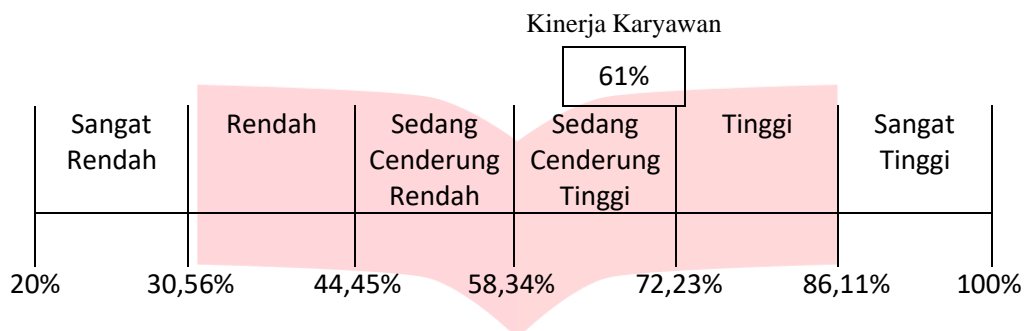 Kinerja Karyawan
61%
Sangat Rendah Sedang Sedang Tinggi Sangat
Rendah Cenderung Cenderung Tinggi
Rendah Tinggi
20% 30,56% 44,45% 58,34% 72,23% 86,11% 100%